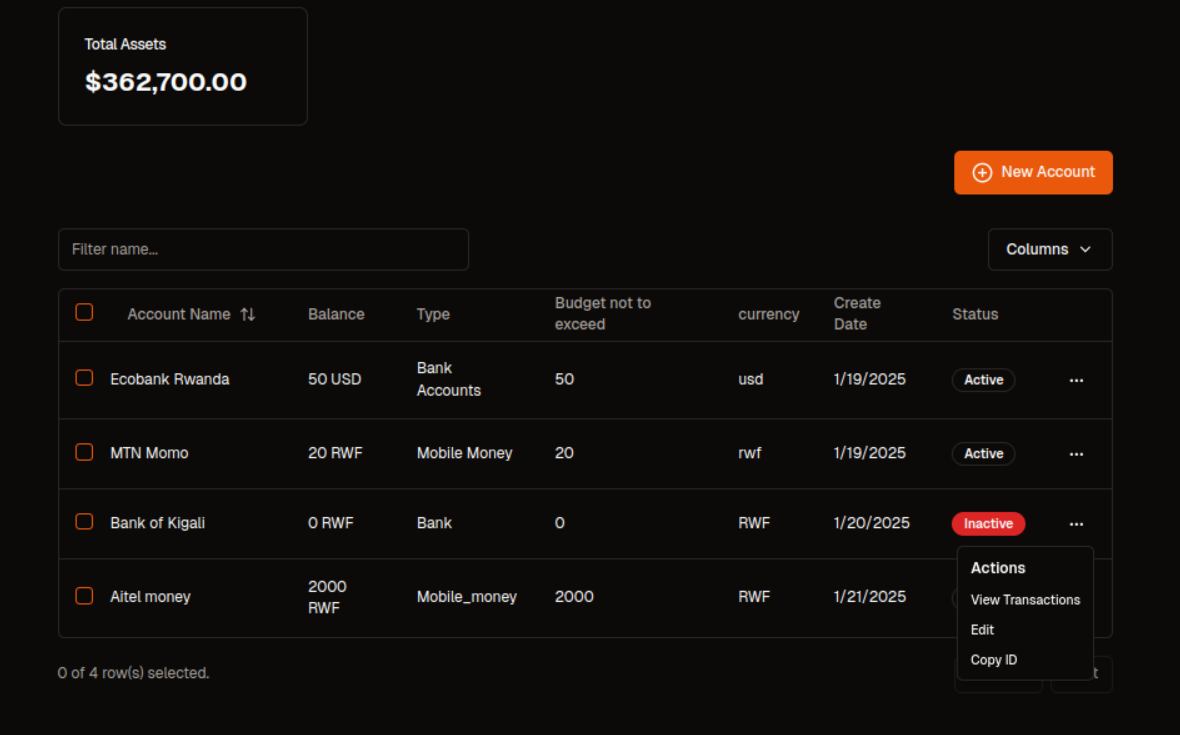 Total Assets
$362,700.00
New Account
Filter name...
Columns
Account Name Balance Type Budget not to exceed currency Create Date Status
Ecobank Rwanda 50 USD Bank Accounts 50 usd 1/19/2025 Active ...
MTN Momo 20 RWF Mobile Money 20 rwf 1/19/2025 Active ...
Bank of Kigali 0 RWF Bank 0 RWF 1/20/2025 Inactive ...
Aitel money 2000 RWF Mobile_money 2000 RWF 1/21/2025
Actions
View Transactions
Edit
Copy ID
0 of 4 row(s) selected.